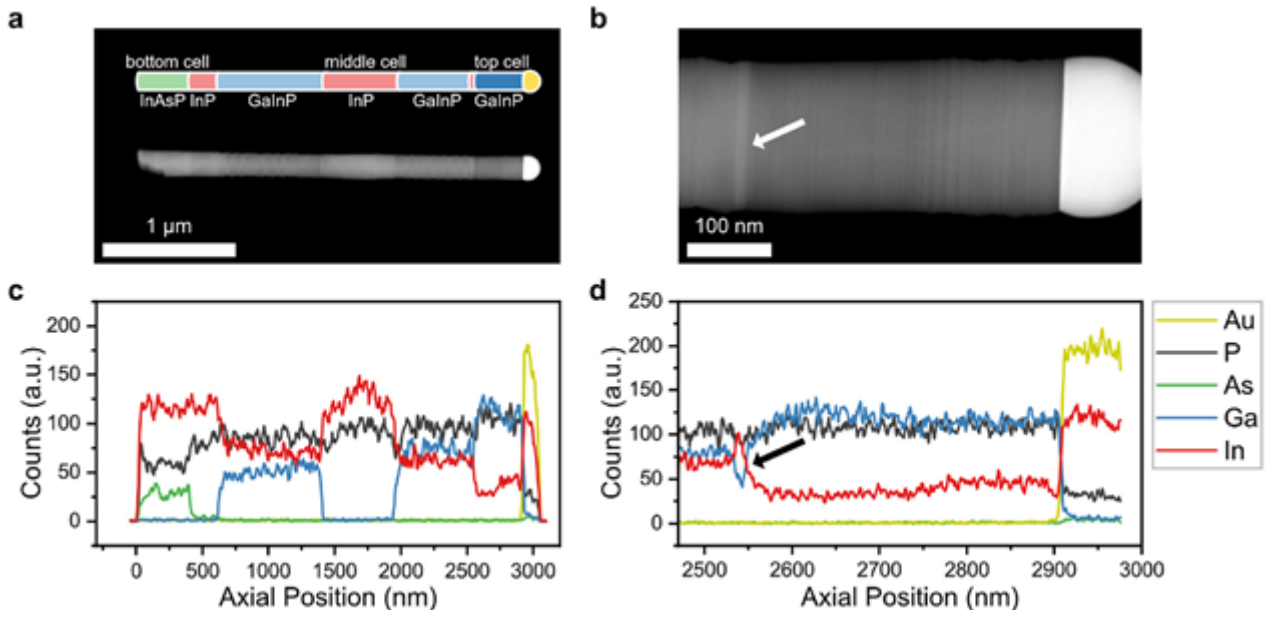 a
bottom cell middle cell top cell
InAsP InP GaInP InP GaInP GaInP
1 µm
b
100 nm
c
Counts (a.u.)
200
150
100
50
0
0 500 1000 1500 2000 2500 3000
Axial Position (nm)
d
Counts (a.u.)
250
200
150
100
50
0
2500 2600 2700 2800 2900 3000
Axial Position (nm)
Au
P
As
Ga
In